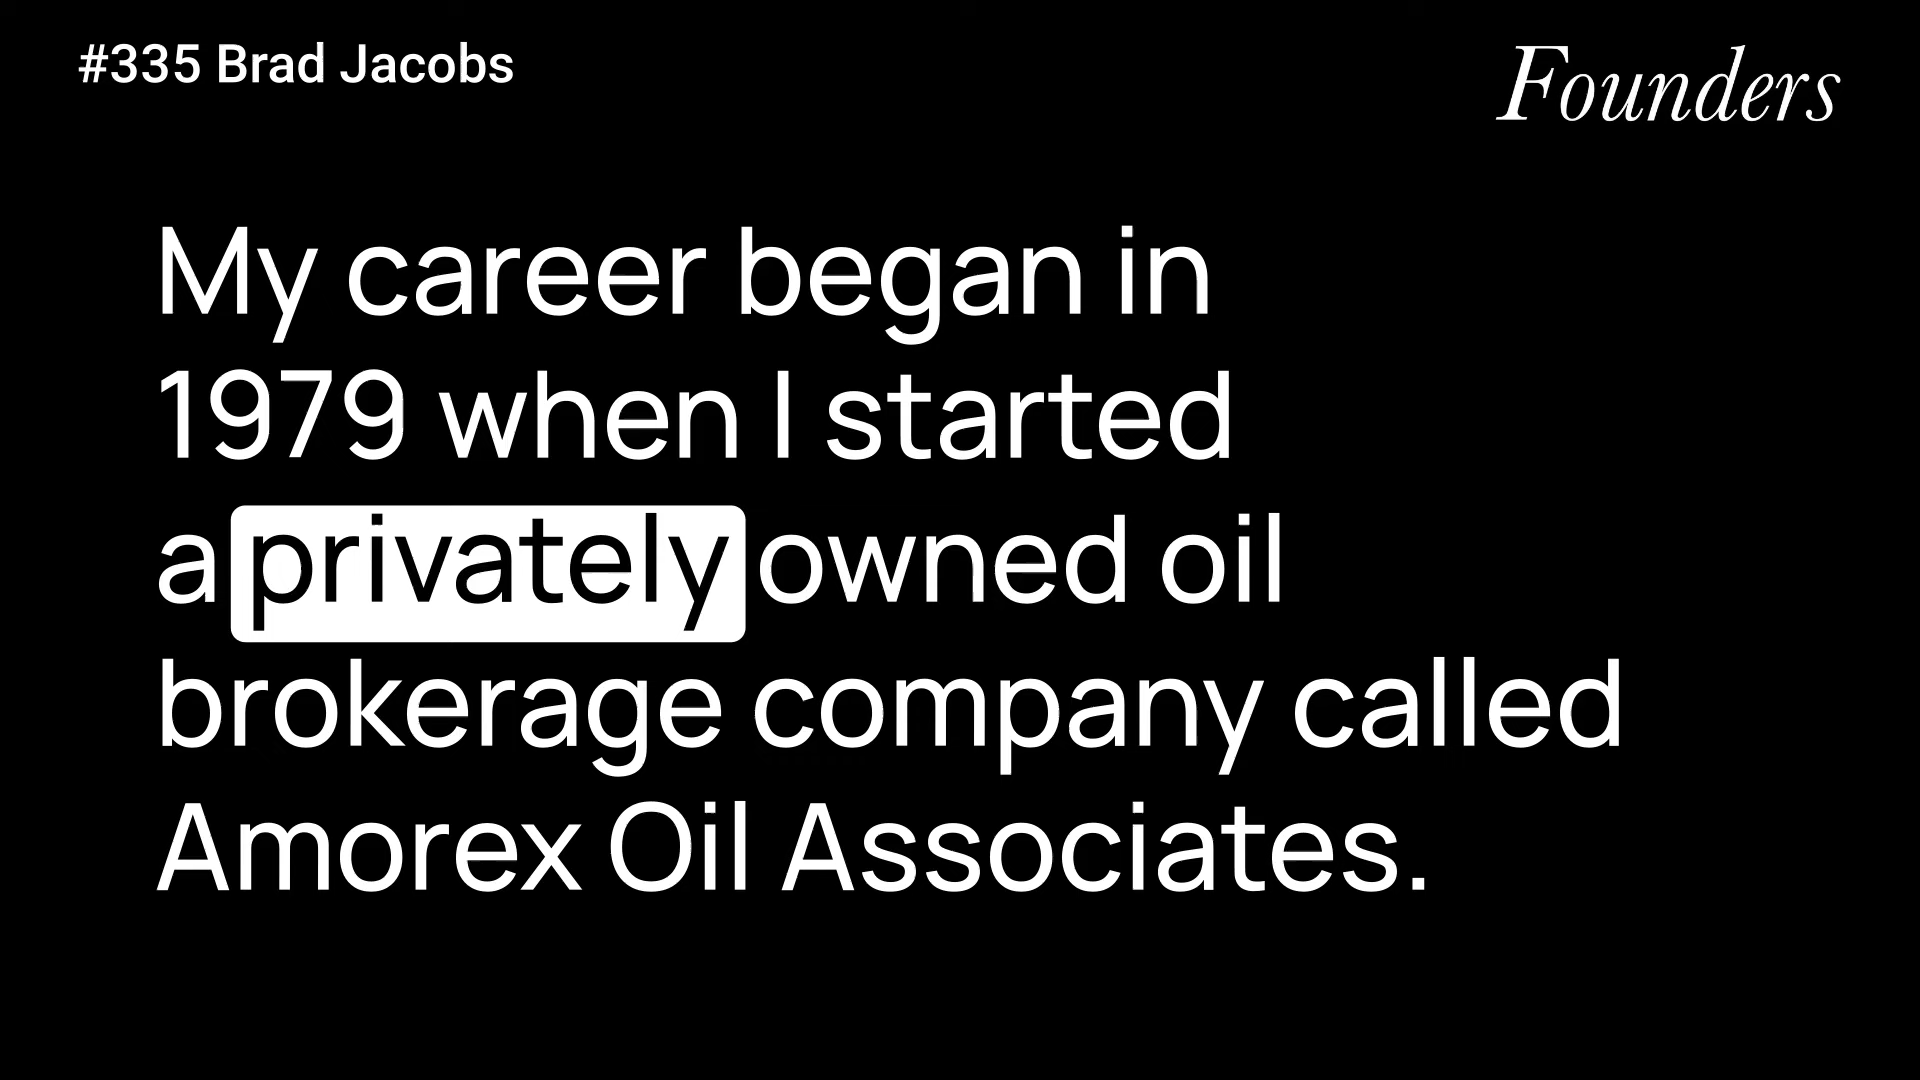 #335 Brad Jacobs
Founders
My career began in
1979 when I started
a privately owned oil
brokerage company called
Amorex Oil Associates.